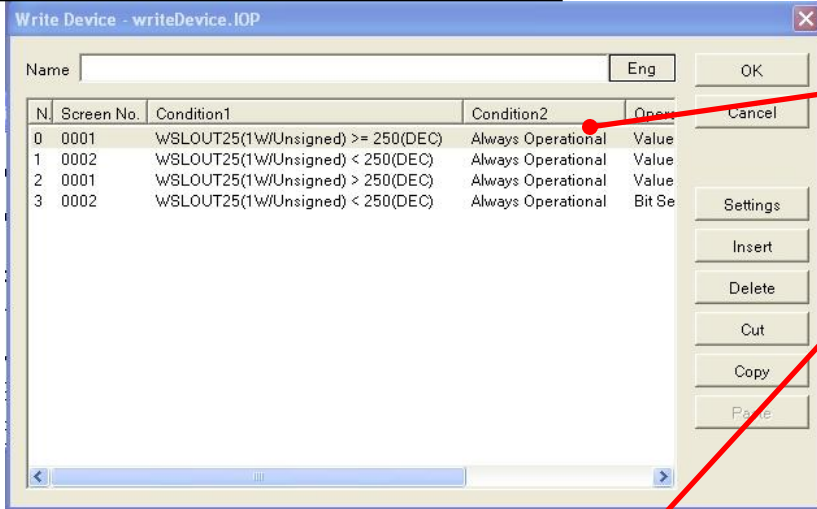 Write Device - writeDevice.IOP
Name Eng OK
N. Screen No. Condition1 Condition2 Cancel
0 0001 WSLOUT25(1W/Unsigned) >= 250(DEC) Always Operational Value
1 0002 WSLOUT25(1W/Unsigned) < 250(DEC) Always Operational Value
2 0001 WSLOUT25(1W/Unsigned) > 250(DEC) Always Operational Value
3 0002 WSLOUT25(1W/Unsigned) < 250(DEC) Always Operational Bit Se
Settings
Insert
Delete
Cut
Copy
Paste